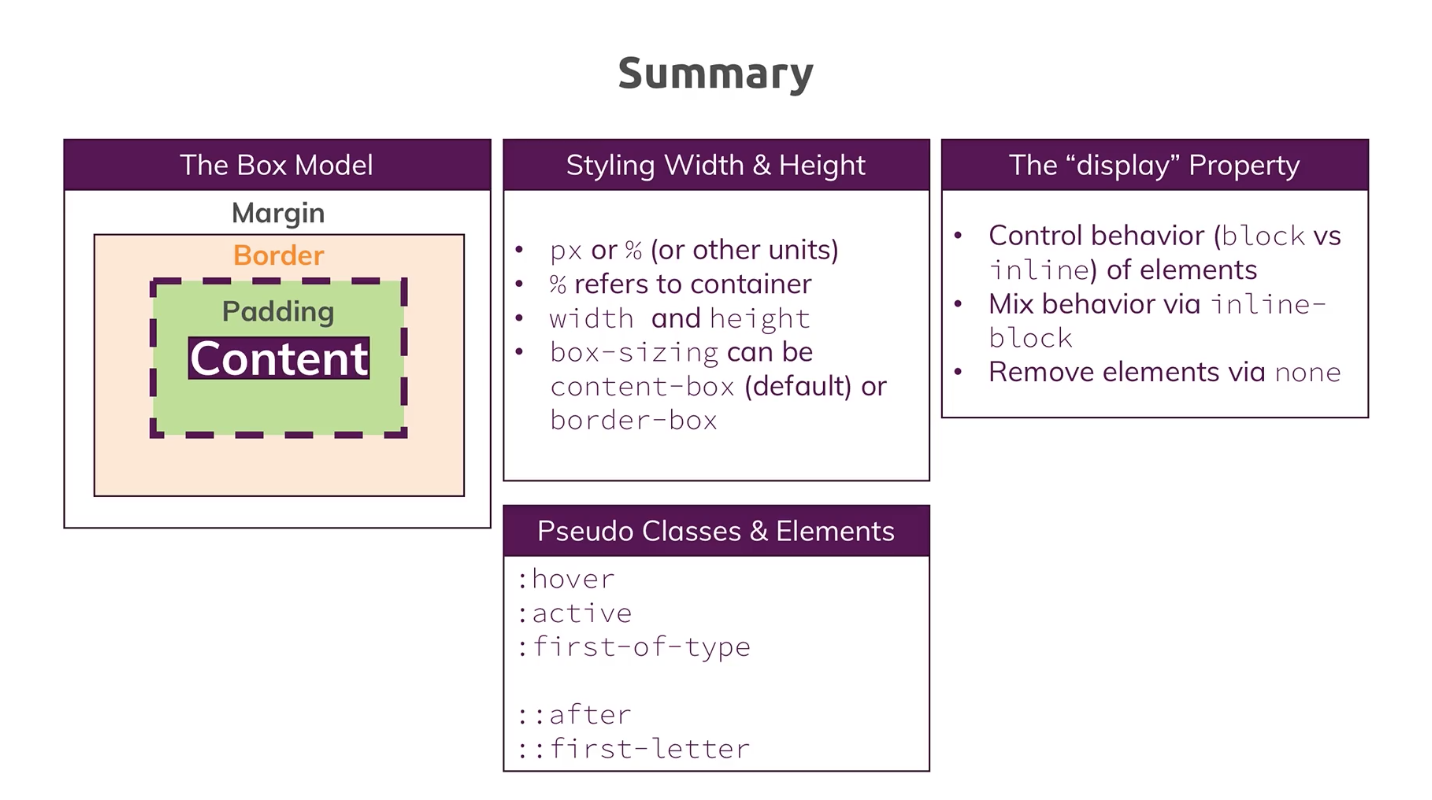 Summary
The Box Model
Margin
Border
Padding
Content
Styling Width & Height
• px or % (or other units)
• % refers to container
• width and height
• box-sizing can be
content-box (default) or
border-box
The “display” Property
• Control behavior (block vs
inline) of elements
• Mix behavior via inline-
block
• Remove elements via none
Pseudo Classes & Elements
:hover
:active
:first-of-type
::after
::first-letter